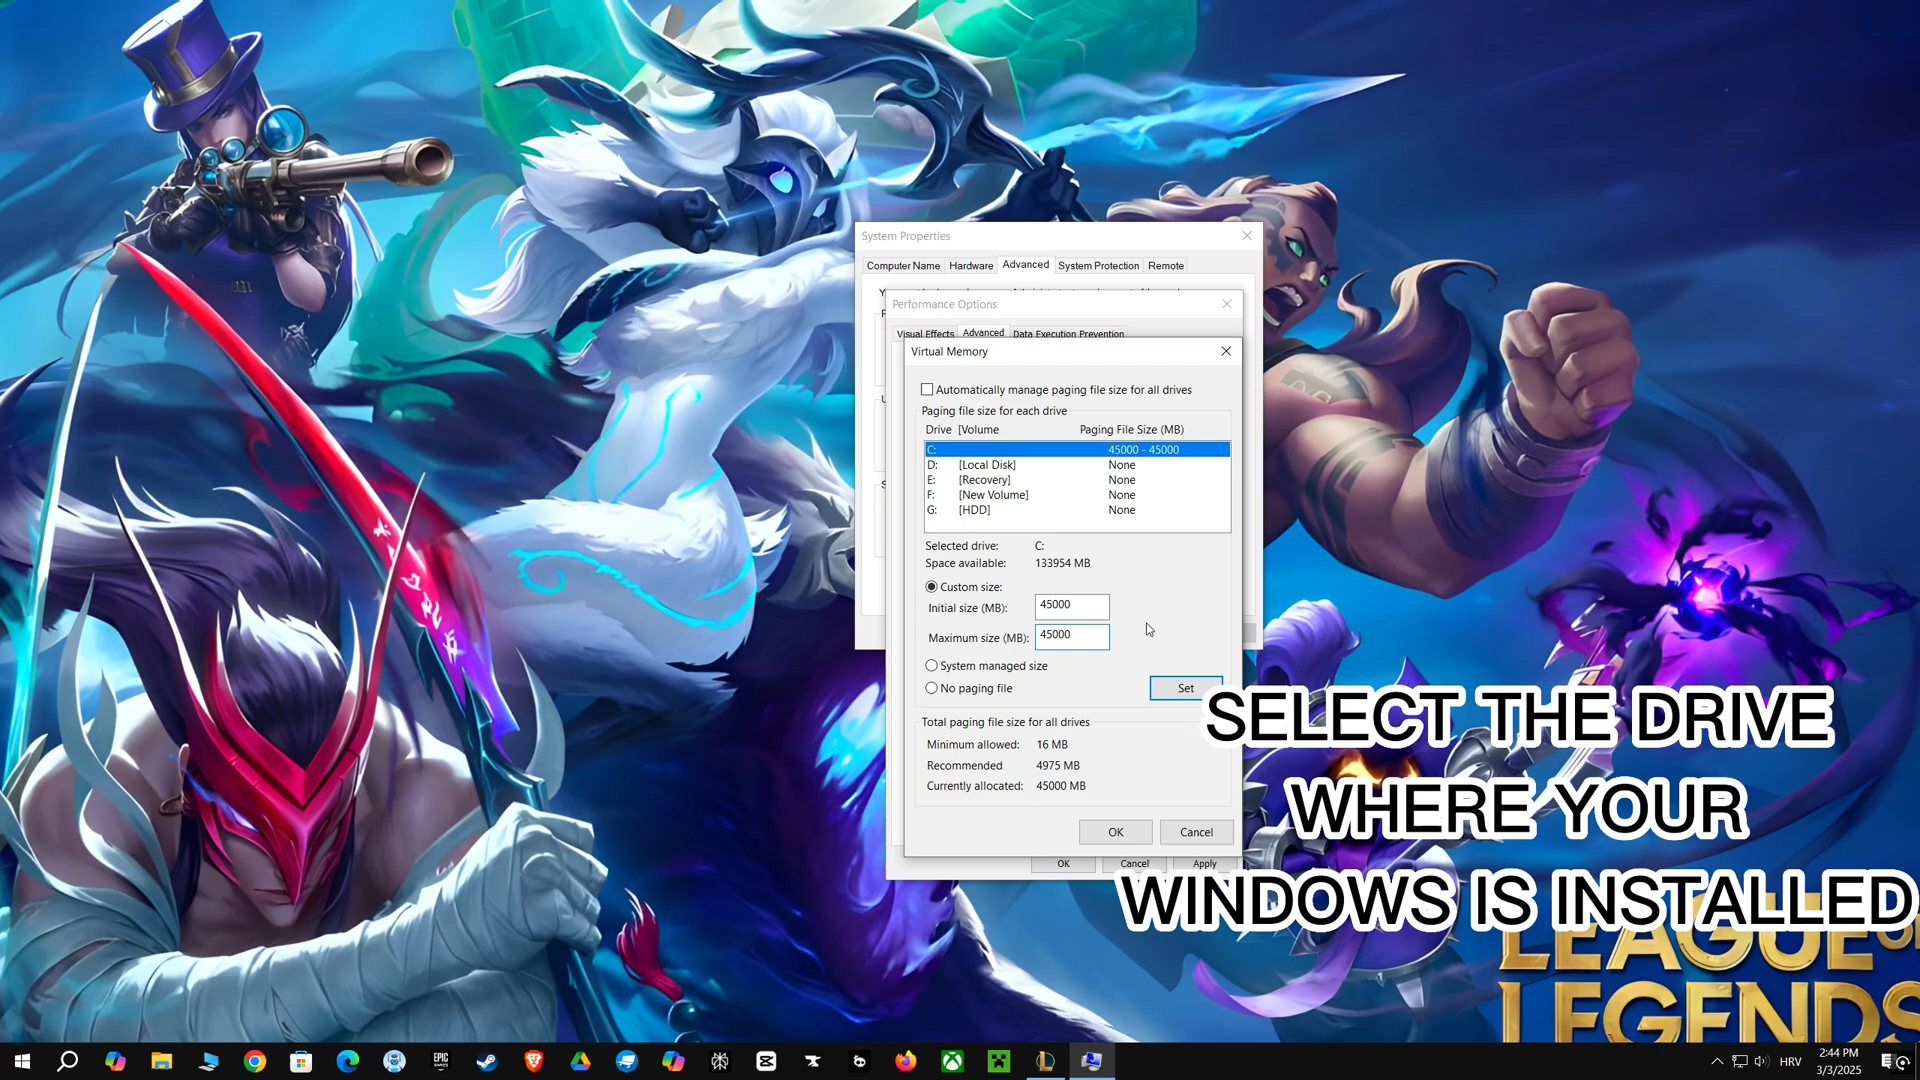 System Properties
Computer Name Hardware Advanced System Protection Remote
Performance Options
Visual Effects Advanced Data Execution Prevention
Virtual Memory
Automatically manage paging file size for all drives
Paging file size for each drive
Drive [Volume Paging File Size (MB)
C: 45000 - 45000
D: [Local Disk] None
E: [Recovery] None
F: [New Volume] None
G: [HDD] None
Selected drive: C:
Space available: 133954 MB
Custom size:
Initial size (MB): 45000
Maximum size (MB): 45000
System managed size
No paging file
Set
Total paging file size for all drives
Minimum allowed: 16 MB
Recommended 4975 MB
Currently allocated: 45000 MB
OK Cancel
OK Cancel Apply
SELECT THE DRIVE
WHERE YOUR
WINDOWS IS INSTALLED
LEAGUE OF
LEGENDS
EPIC
GAMES
HRV
2:44 PM
3/3/2025